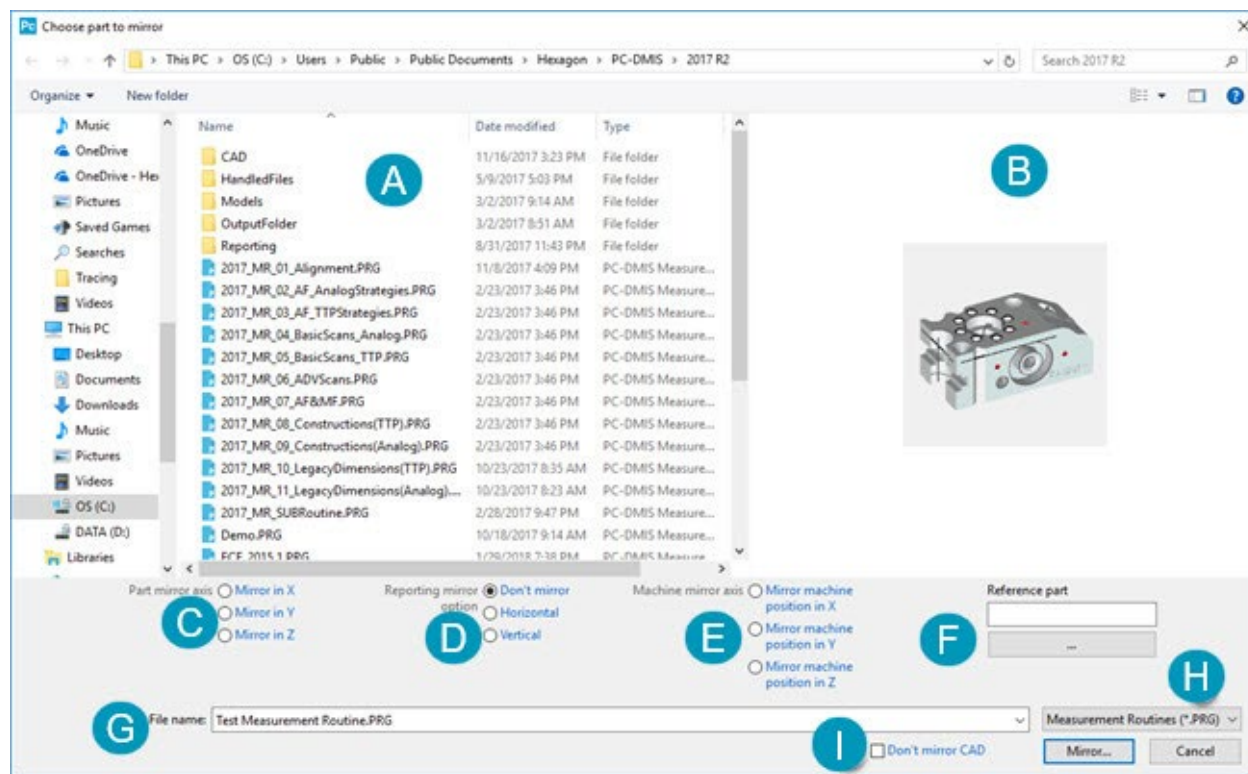 Pc Choose part to mirror
This PC > OS (C:) > Users > Public > Public Documents > Hexagon > PC-DMIS > 2017 R2
Search 2017 R2
Organize New folder
Name Date modified Type
Music
OneDrive
OneDrive - Hex
Pictures
Saved Games
Searches
Tracing
Videos
This PC
Desktop
Documents
Downloads
Music
Pictures
Videos
OS (C:)
DATA (D:)
Libraries
CAD 11/16/2017 3:23 PM File folder
HandledFiles 5/9/2017 5:03 PM File folder
Models 3/2/2017 9:14 AM File folder
OutputFolder 3/2/2017 8:51 AM File folder
Reporting 8/31/2017 11:43 PM File folder
2017_MR_01_Alignment.PRG 11/8/2017 4:09 PM PC-DMIS Measure...
2017_MR_02_AF_AnalogStrategies.PRG 2/23/2017 3:46 PM PC-DMIS Measure...
2017_MR_03_AF_TTPStrategies.PRG 2/23/2017 3:46 PM PC-DMIS Measure...
2017_MR_04_BasicScans_Analog.PRG 2/23/2017 3:46 PM PC-DMIS Measure...
2017_MR_05_BasicScans_TTP.PRG 2/23/2017 3:46 PM PC-DMIS Measure...
2017_MR_06_ADVScans.PRG 2/23/2017 3:46 PM PC-DMIS Measure...
2017_MR_07_AF&MF.PRG 2/23/2017 3:46 PM PC-DMIS Measure...
2017_MR_08_Constructions(TTP).PRG 2/23/2017 3:46 PM PC-DMIS Measure...
2017_MR_09_Constructions(Analog).PRG 2/23/2017 3:46 PM PC-DMIS Measure...
2017_MR_10_LegacyDimensions(TTP).PRG 10/23/2017 8:35 AM PC-DMIS Measure...
2017_MR_11_LegacyDimensions(Analog).... 10/23/2017 8:23 AM PC-DMIS Measure...
2017_MR_SUBRoutine.PRG 2/28/2017 9:47 PM PC-DMIS Measure...
Demo.PRG 10/18/2017 9:14 AM PC-DMIS Measure...
1/29/2018 7:38 PM PC-DMIS Measure
A
B
Part mirror axis
Mirror in X
Mirror in Y
Mirror in Z
C
Reporting mirror option
Don't mirror
Horizontal
Vertical
D
Machine mirror axis
Mirror machine
position in X
Mirror machine
position in Y
Mirror machine
position in Z
E
Reference part
...
F
H
G
File name: Test Measurement Routine.PRG
Measurement Routines (*.PRG)
I
Don't mirror CAD
Mirror...
Cancel